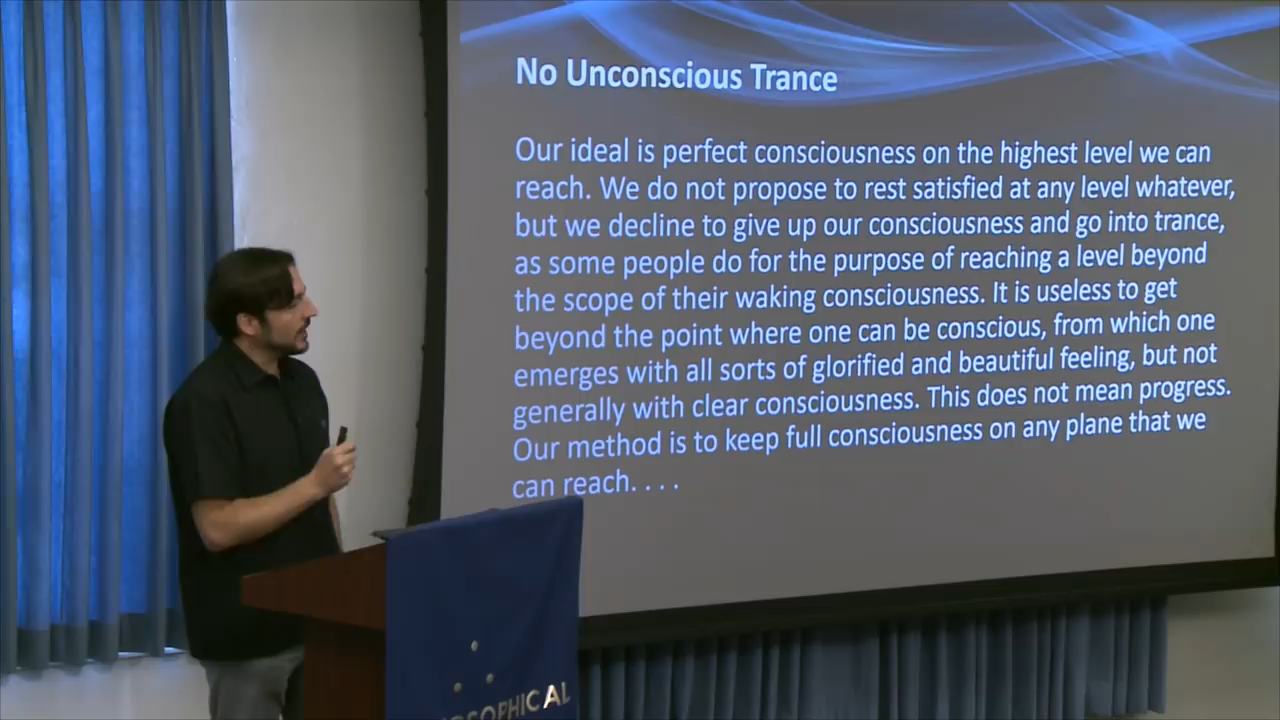 No Unconscious Trance
Our ideal is perfect consciousness on the highest level we can
reach. We do not propose to rest satisfied at any level whatever,
but we decline to give up our consciousness and go into trance,
as some people do for the purpose of reaching a level beyond
the scope of their waking consciousness. It is useless to get
beyond the point where one can be conscious, from which one
emerges with all sorts of glorified and beautiful feeling, but not
generally with clear consciousness. This does not mean progress.
Our method is to keep full consciousness on any plane that we
can reach. . . .